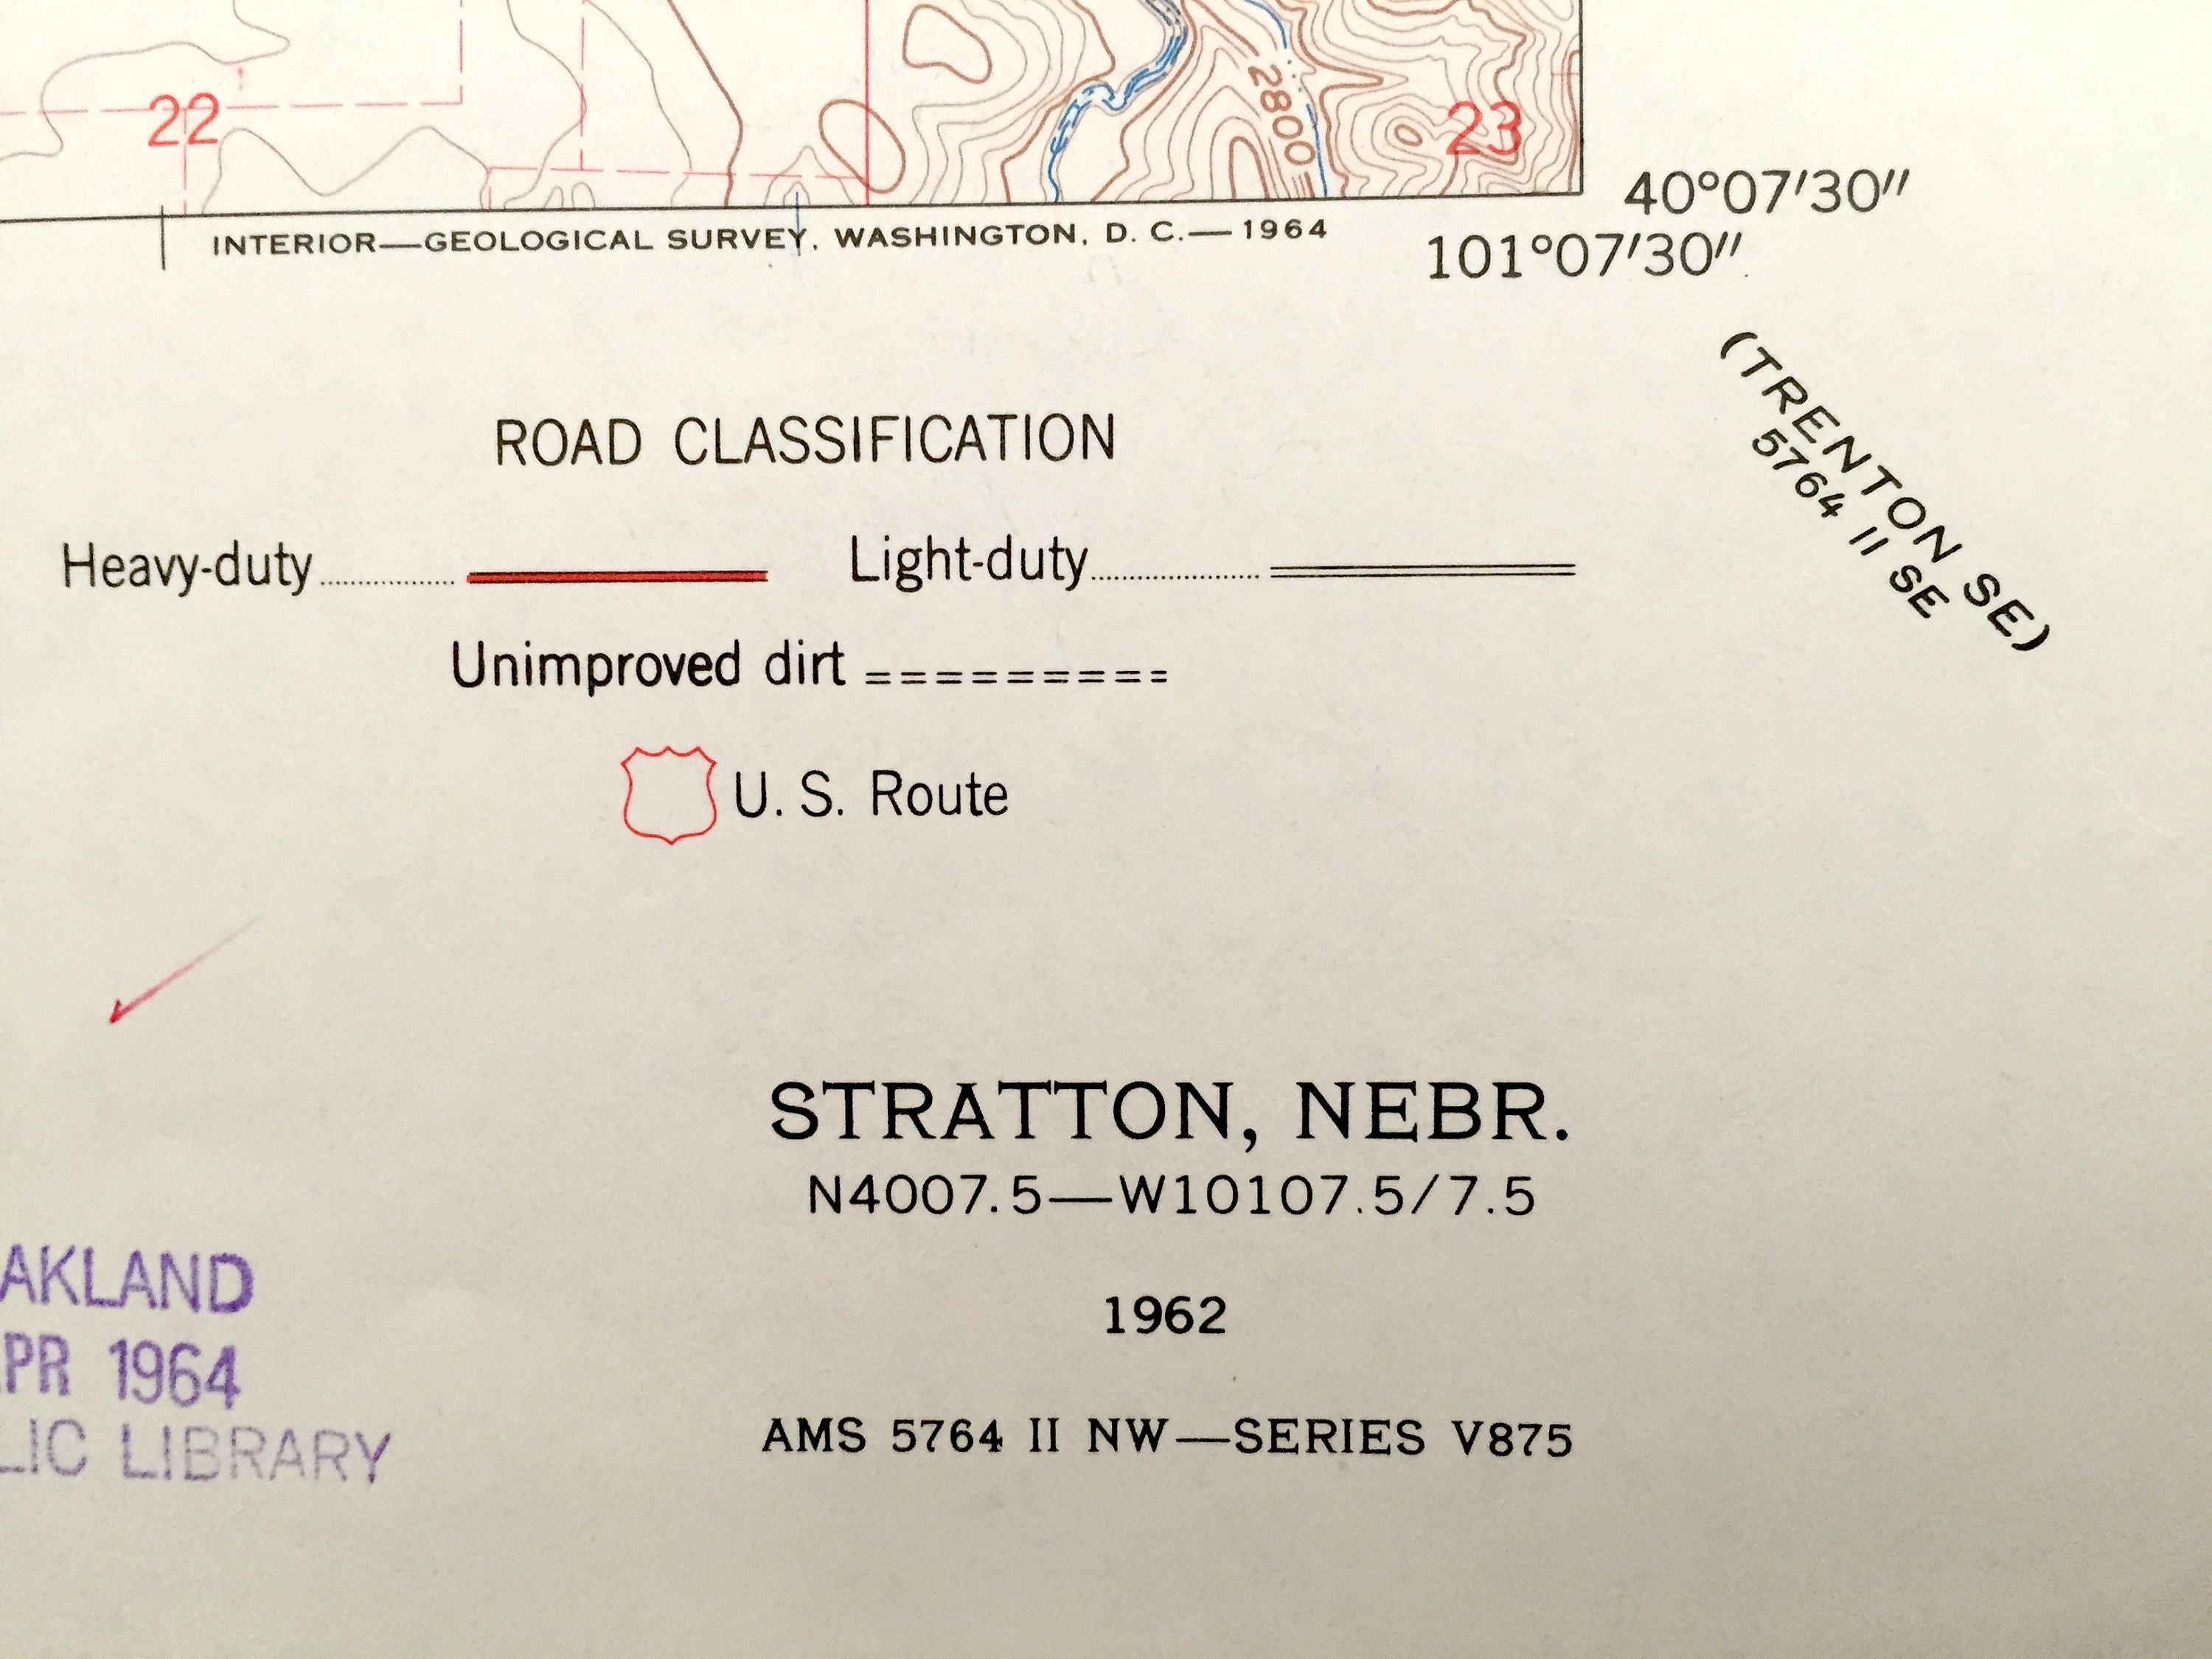 22
2800
23
40°07′30″
INTERIOR—GEOLOGICAL SURVEY, WASHINGTON, D. C.—1964
101°07′30″
(TRENTON SE)
5764 II SE
ROAD CLASSIFICATION
Heavy-duty Light-duty
Unimproved dirt
U. S. Route
STRATTON, NEBR.
N4007.5—W10107.5/7.5
1962
AMS 5764 II NW—SERIES V875
AKLAND
PR 1964
LIC LIBRARY